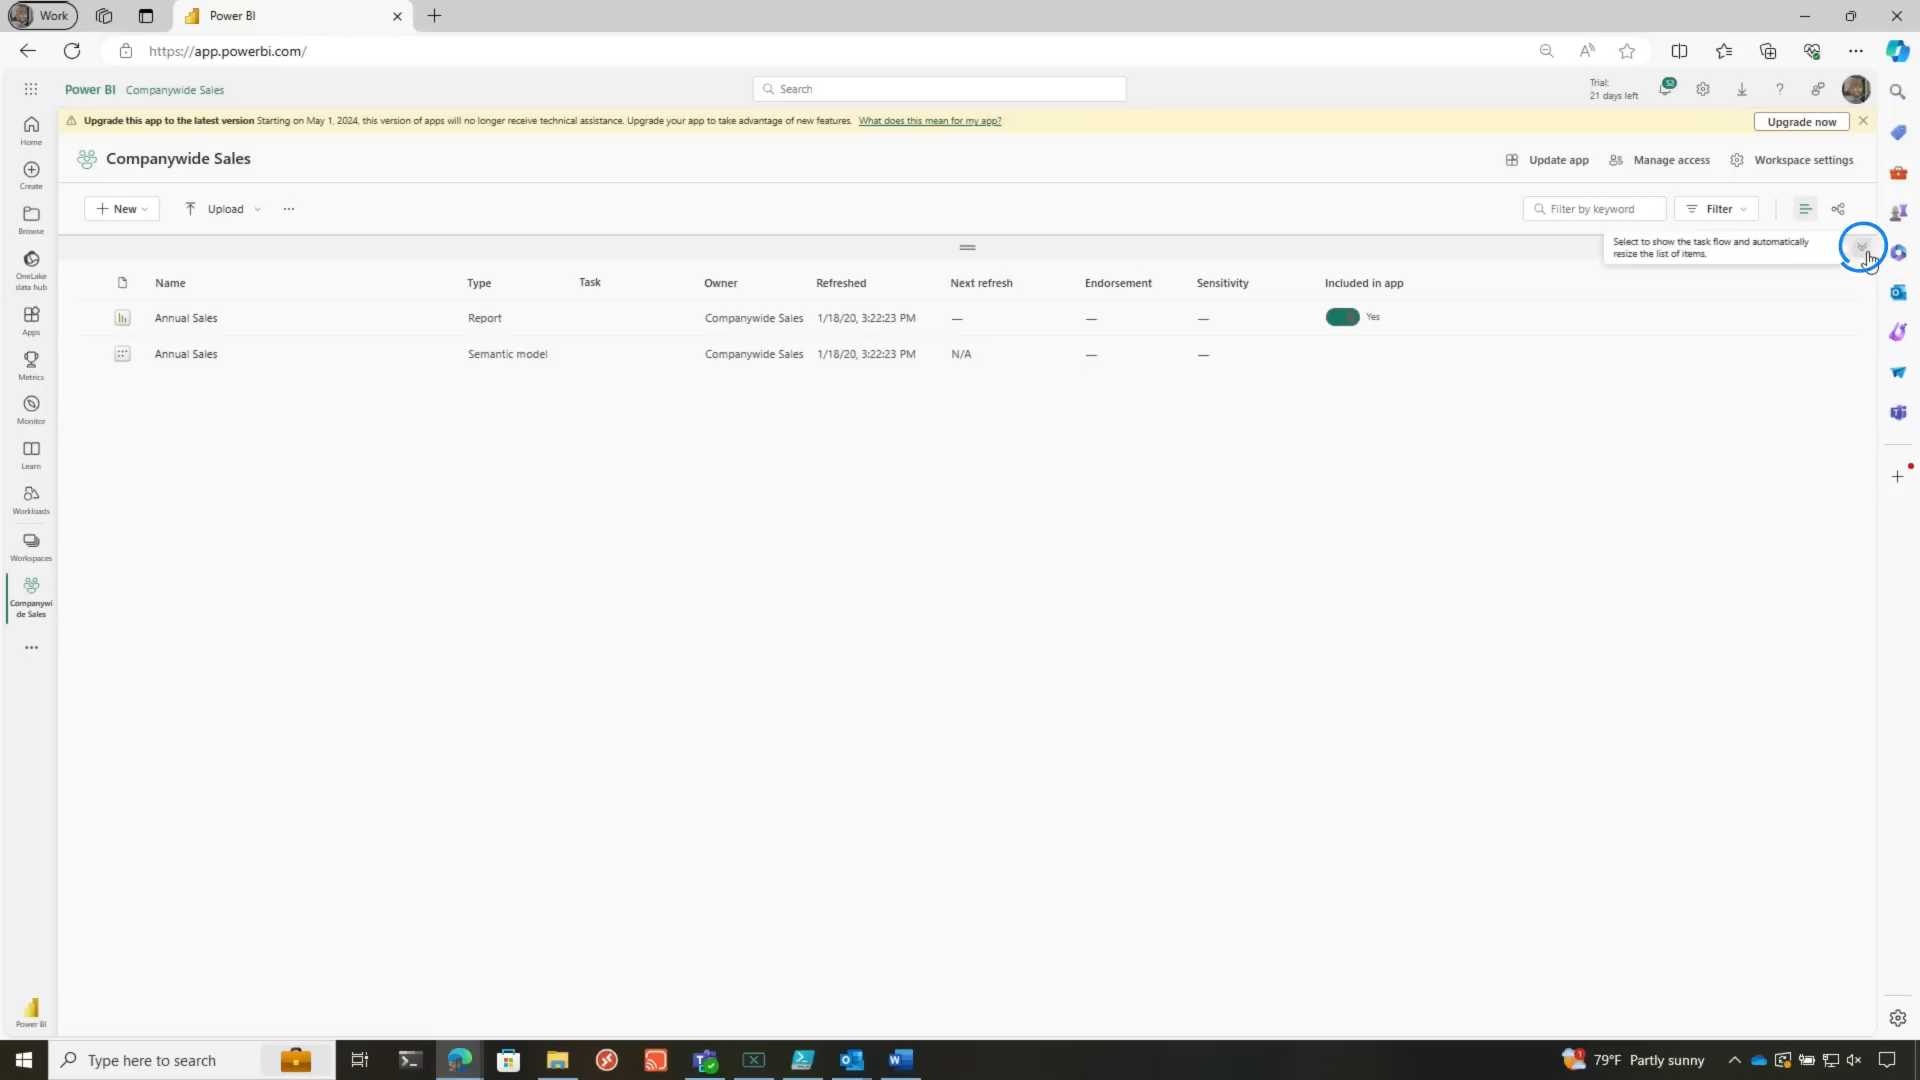 Work
Power BI
https://app.powerbi.com/
Power BI Companywide Sales
Search
Trial:
21 days left
52
Upgrade this app to the latest version Starting on May 1, 2024, this version of apps will no longer receive technical assistance. Upgrade your app to take advantage of new features. What does this mean for my app?
Upgrade now
Home
Companywide Sales
Update app
Manage access
Workspace settings
Create
New
Upload
Filter by keyword
Filter
Browse
Select to show the task flow and automatically
resize the list of items.
OneLake
data hub
Name Type Task Owner Refreshed Next refresh Endorsement Sensitivity Included in app
Annual Sales Report Companywide Sales 1/18/20, 3:22:23 PM — — — Yes
Annual Sales Semantic model Companywide Sales 1/18/20, 3:22:23 PM N/A — —
Apps
Metrics
Monitor
Learn
Workloads
Workspaces
Companywi
de Sales
Power BI
Type here to search
79°F Partly sunny